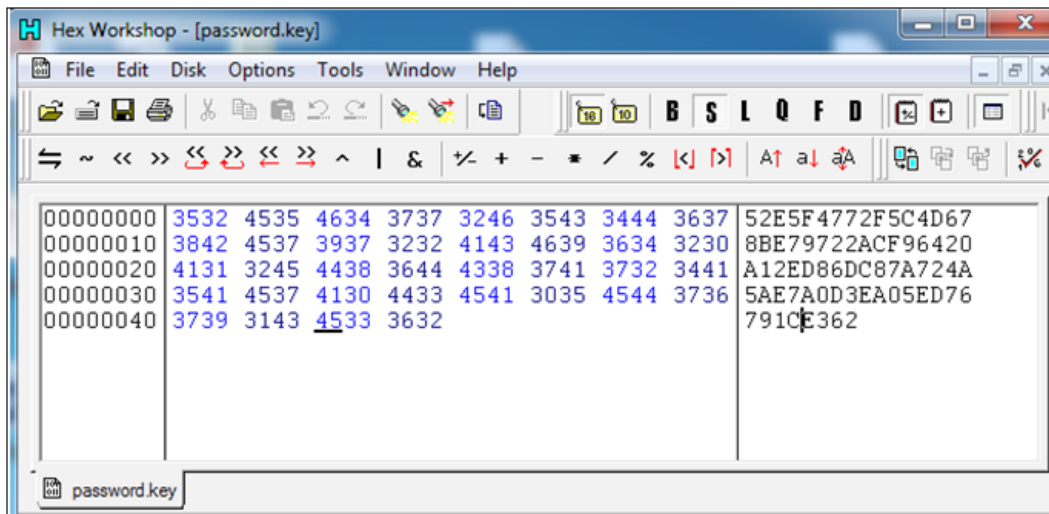 Hex Workshop - [password.key]
File Edit Disk Options Tools Window Help
16 10 B S L Q F D
~ << >> ^ | & +/- + - * / % A↑ a↓
00000000 3532 4535 4634 3737 3246 3543 3444 3637 52E5F4772F5C4D67
00000010 3842 4537 3937 3232 4143 4639 3634 3230 8BE79722ACF96420
00000020 4131 3245 4438 3644 4338 3741 3732 3441 A12ED86DC87A724A
00000030 3541 4537 4130 4433 4541 3035 4544 3736 5AE7A0D3EA05ED76
00000040 3739 3143 4533 3632 791CE362
password.key